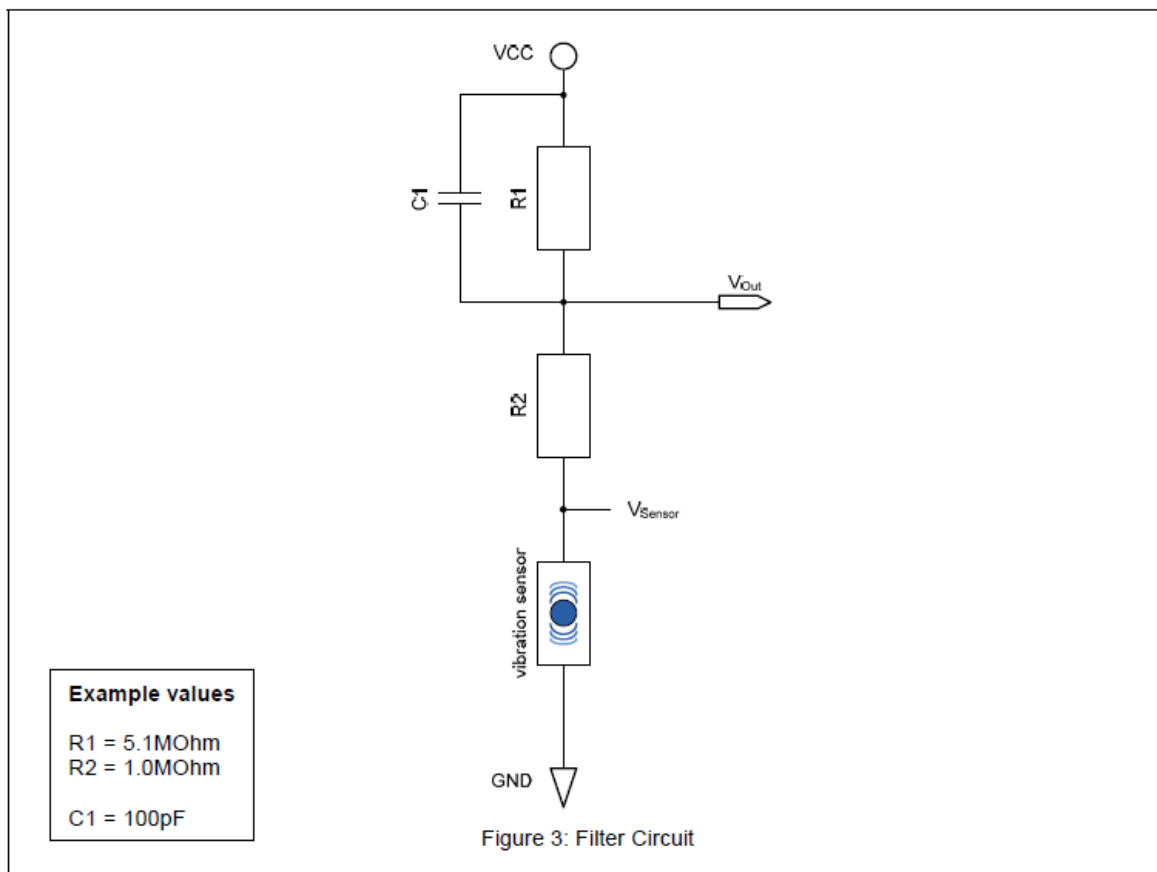 VCC
C1
R1
VOut
R2
VSensor
vibration sensor
GND
Example values
R1 = 5.1MOhm
R2 = 1.0MOhm
C1 = 100pF
Figure 3: Filter Circuit